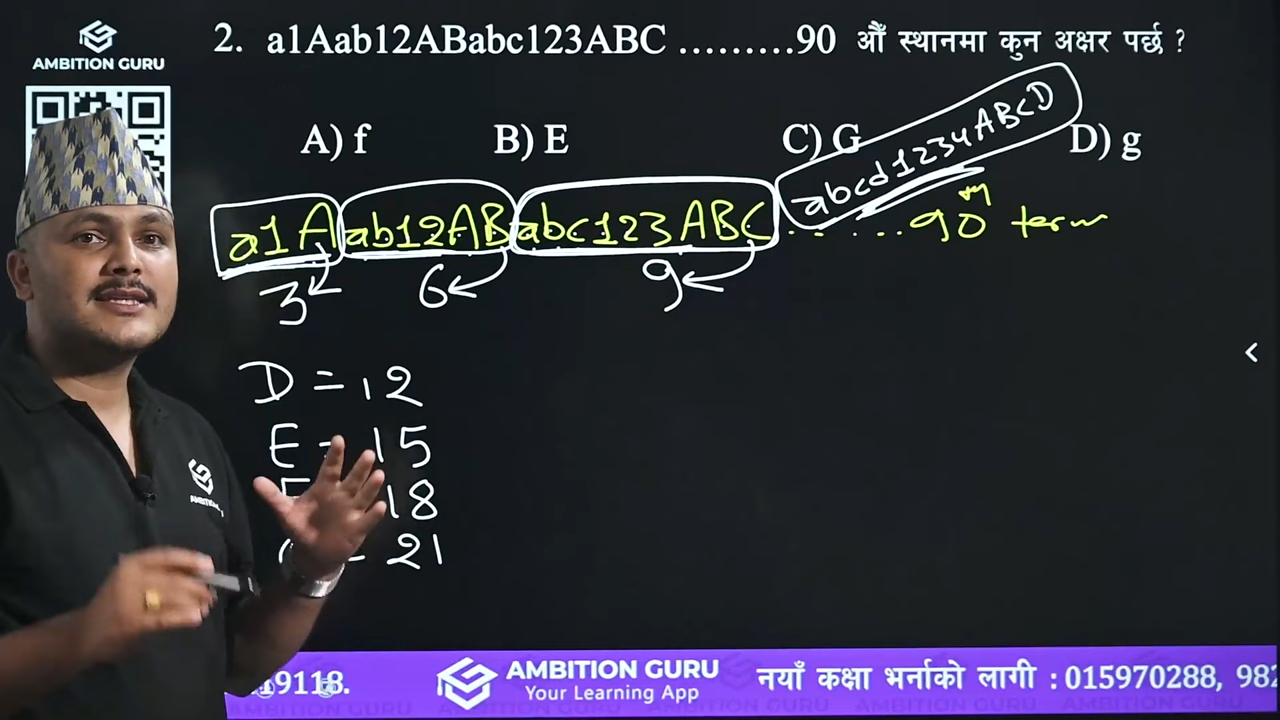 AMBITION GURU
2. a1Aab12ABabc123ABC .........90 औं स्थानमा कुन अक्षर पर्छ ?
A) f B) E C) G D) g
abcd1234ABCD
a1A ab12AB abc123ABC ......90th term
3 6 9
D = 12
E = 15
18
21
9118.
AMBITION GURU
Your Learning App
नयाँ कक्षा भर्नाको लागी : 015970288, 982